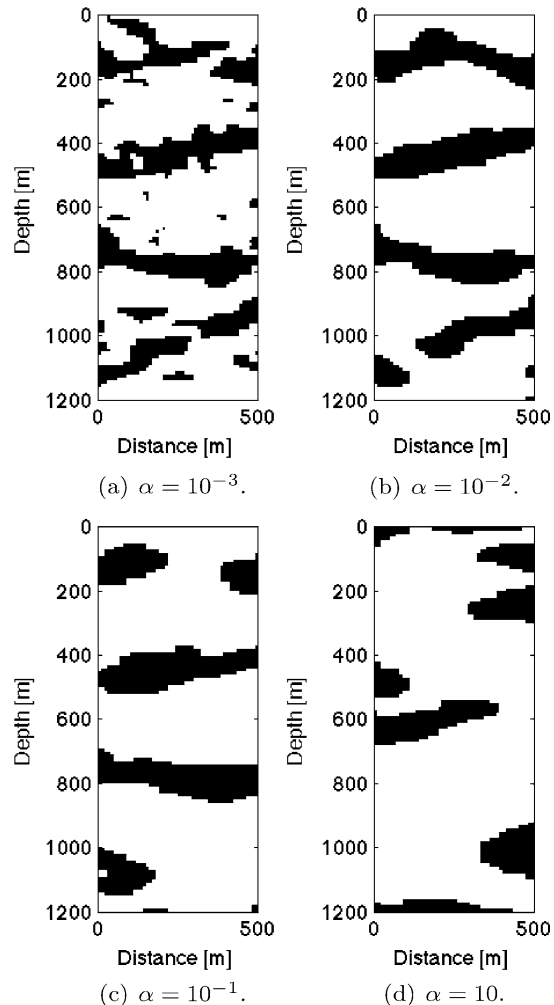 0
200
400
600
800
1000
1200
Depth [m]
0 500
Distance [m]
(a) α = 10⁻³.
0
200
400
600
800
1000
1200
Depth [m]
0 500
Distance [m]
(b) α = 10⁻².
0
200
400
600
800
1000
1200
Depth [m]
0 500
Distance [m]
(c) α = 10⁻¹.
0
200
400
600
800
1000
1200
Depth [m]
0 500
Distance [m]
(d) α = 10.